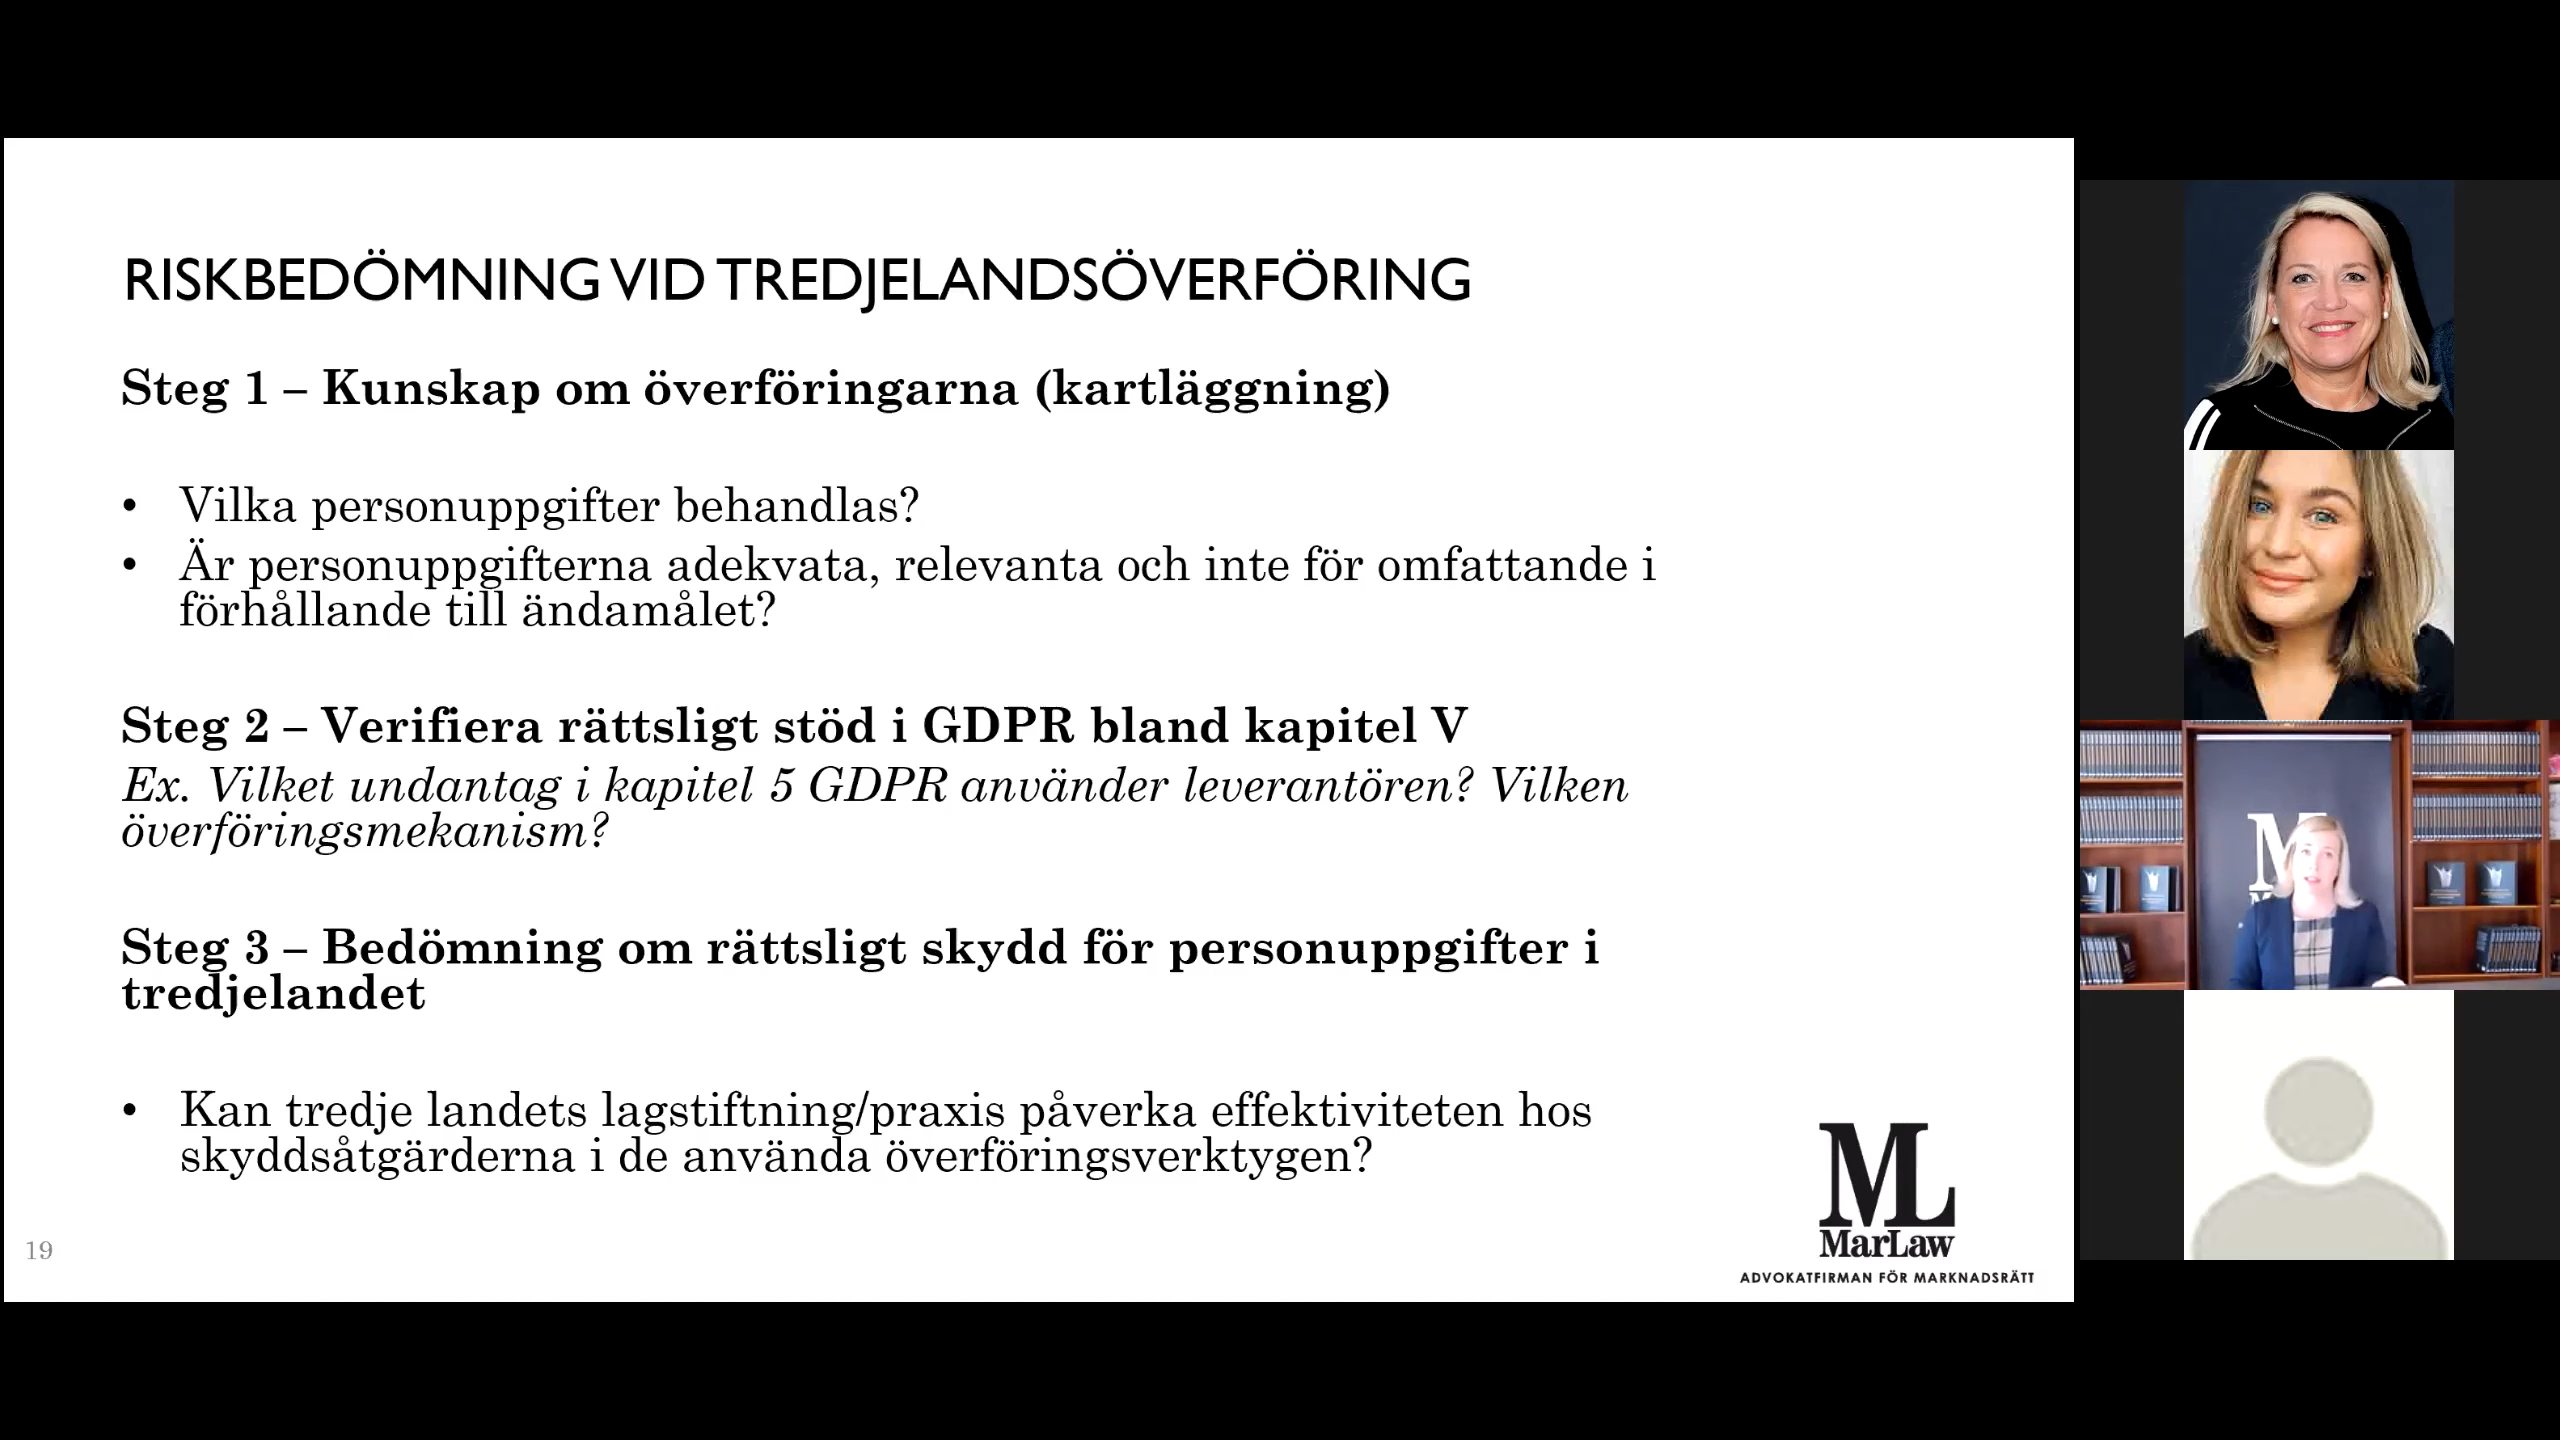 RISKBEDÖMNING VID TREDJELANDSÖVERFÖRING
Steg 1 – Kunskap om överföringarna (kartläggning)
• Vilka personuppgifter behandlas?
• Är personuppgifterna adekvata, relevanta och inte för omfattande i
förhållande till ändamålet?
Steg 2 – Verifiera rättsligt stöd i GDPR bland kapitel V
Ex. Vilket undantag i kapitel 5 GDPR använder leverantören? Vilken
överföringsmekanism?
Steg 3 – Bedömning om rättsligt skydd för personuppgifter i
tredjelandet
• Kan tredje landets lagstiftning/praxis påverka effektiviteten hos
skyddsåtgärderna i de använda överföringsverktygen?
19
ML
MarLaw
ADVOKATFIRMAN FÖR MARKNADSRÄTT